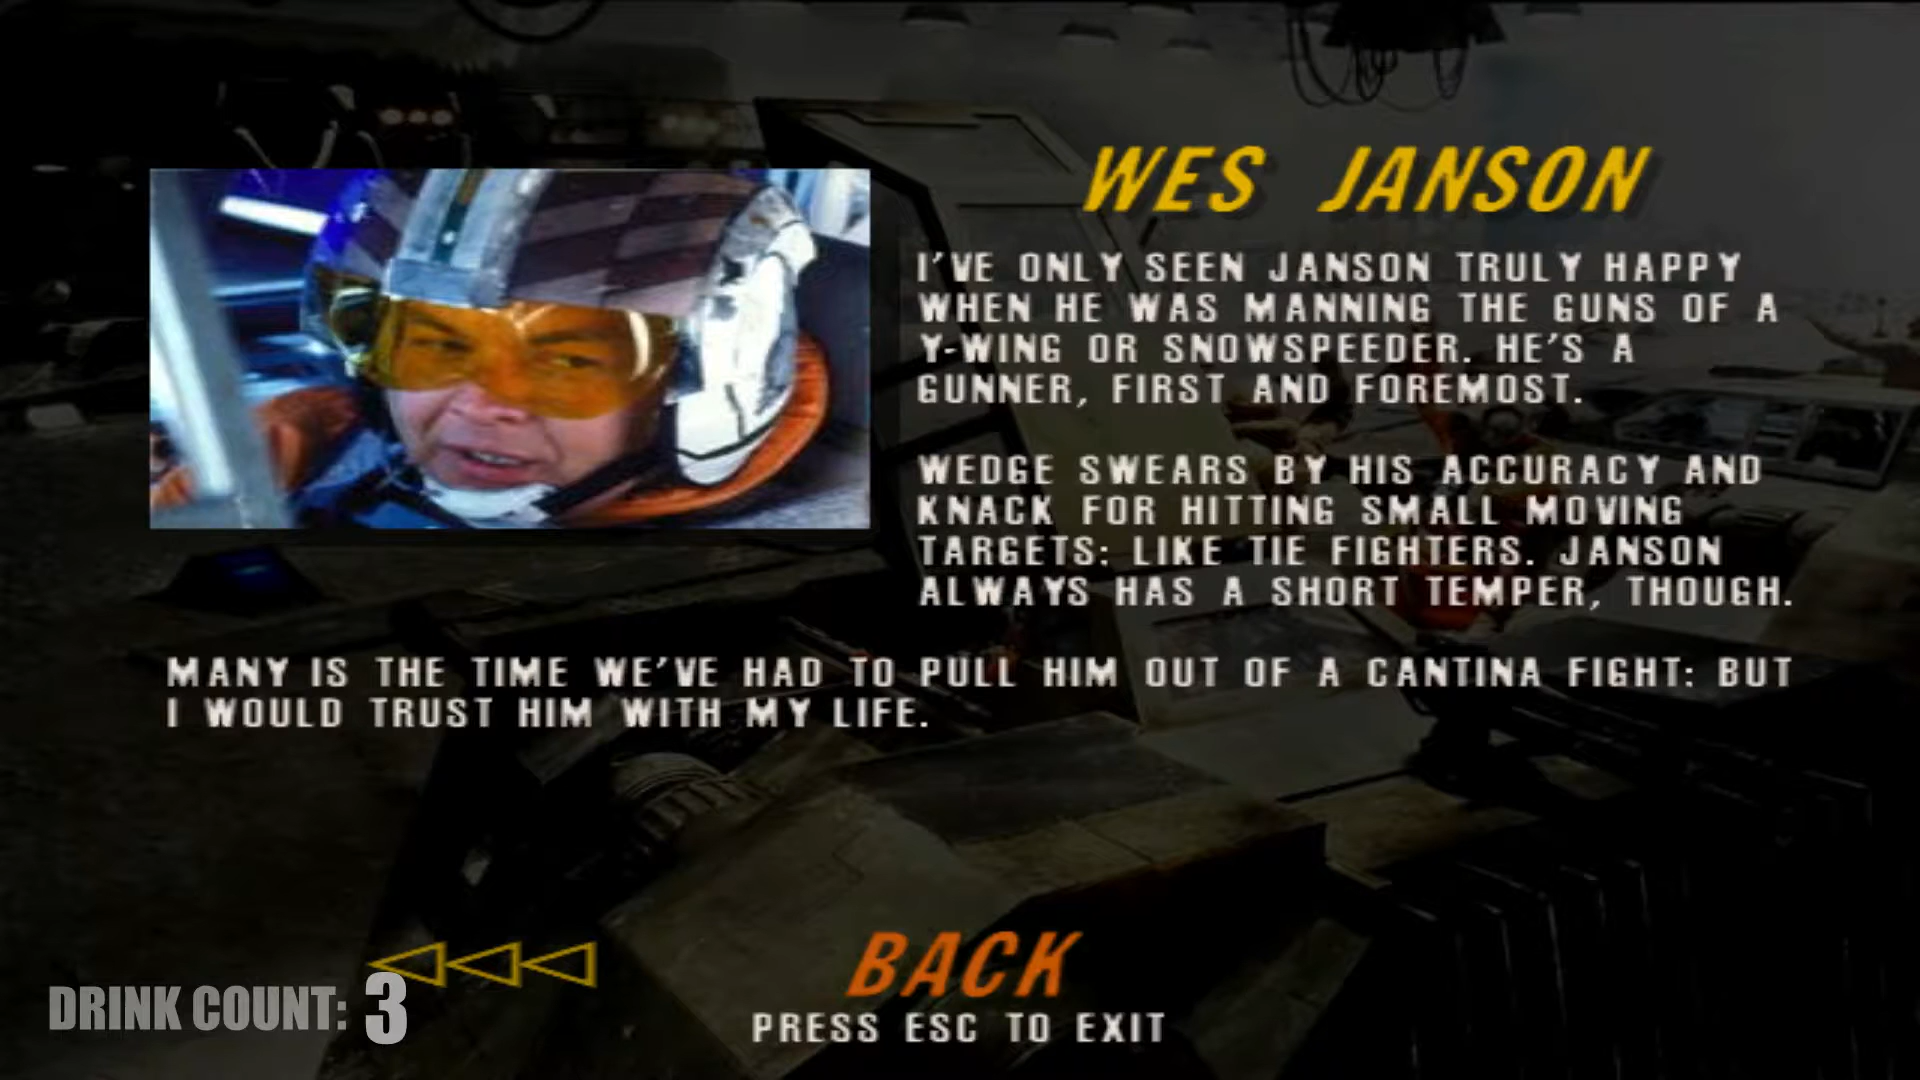 WES JANSON
I'VE ONLY SEEN JANSON TRULY HAPPY
WHEN HE WAS MANNING THE GUNS OF A
Y-WING OR SNOWSPEEDER. HE'S A
GUNNER, FIRST AND FOREMOST.
WEDGE SWEARS BY HIS ACCURACY AND
KNACK FOR HITTING SMALL MOVING
TARGETS: LIKE TIE FIGHTERS. JANSON
ALWAYS HAS A SHORT TEMPER, THOUGH.
MANY IS THE TIME WE'VE HAD TO PULL HIM OUT OF A CANTINA FIGHT: BUT
I WOULD TRUST HIM WITH MY LIFE.
BACK
PRESS ESC TO EXIT
DRINK COUNT: 3